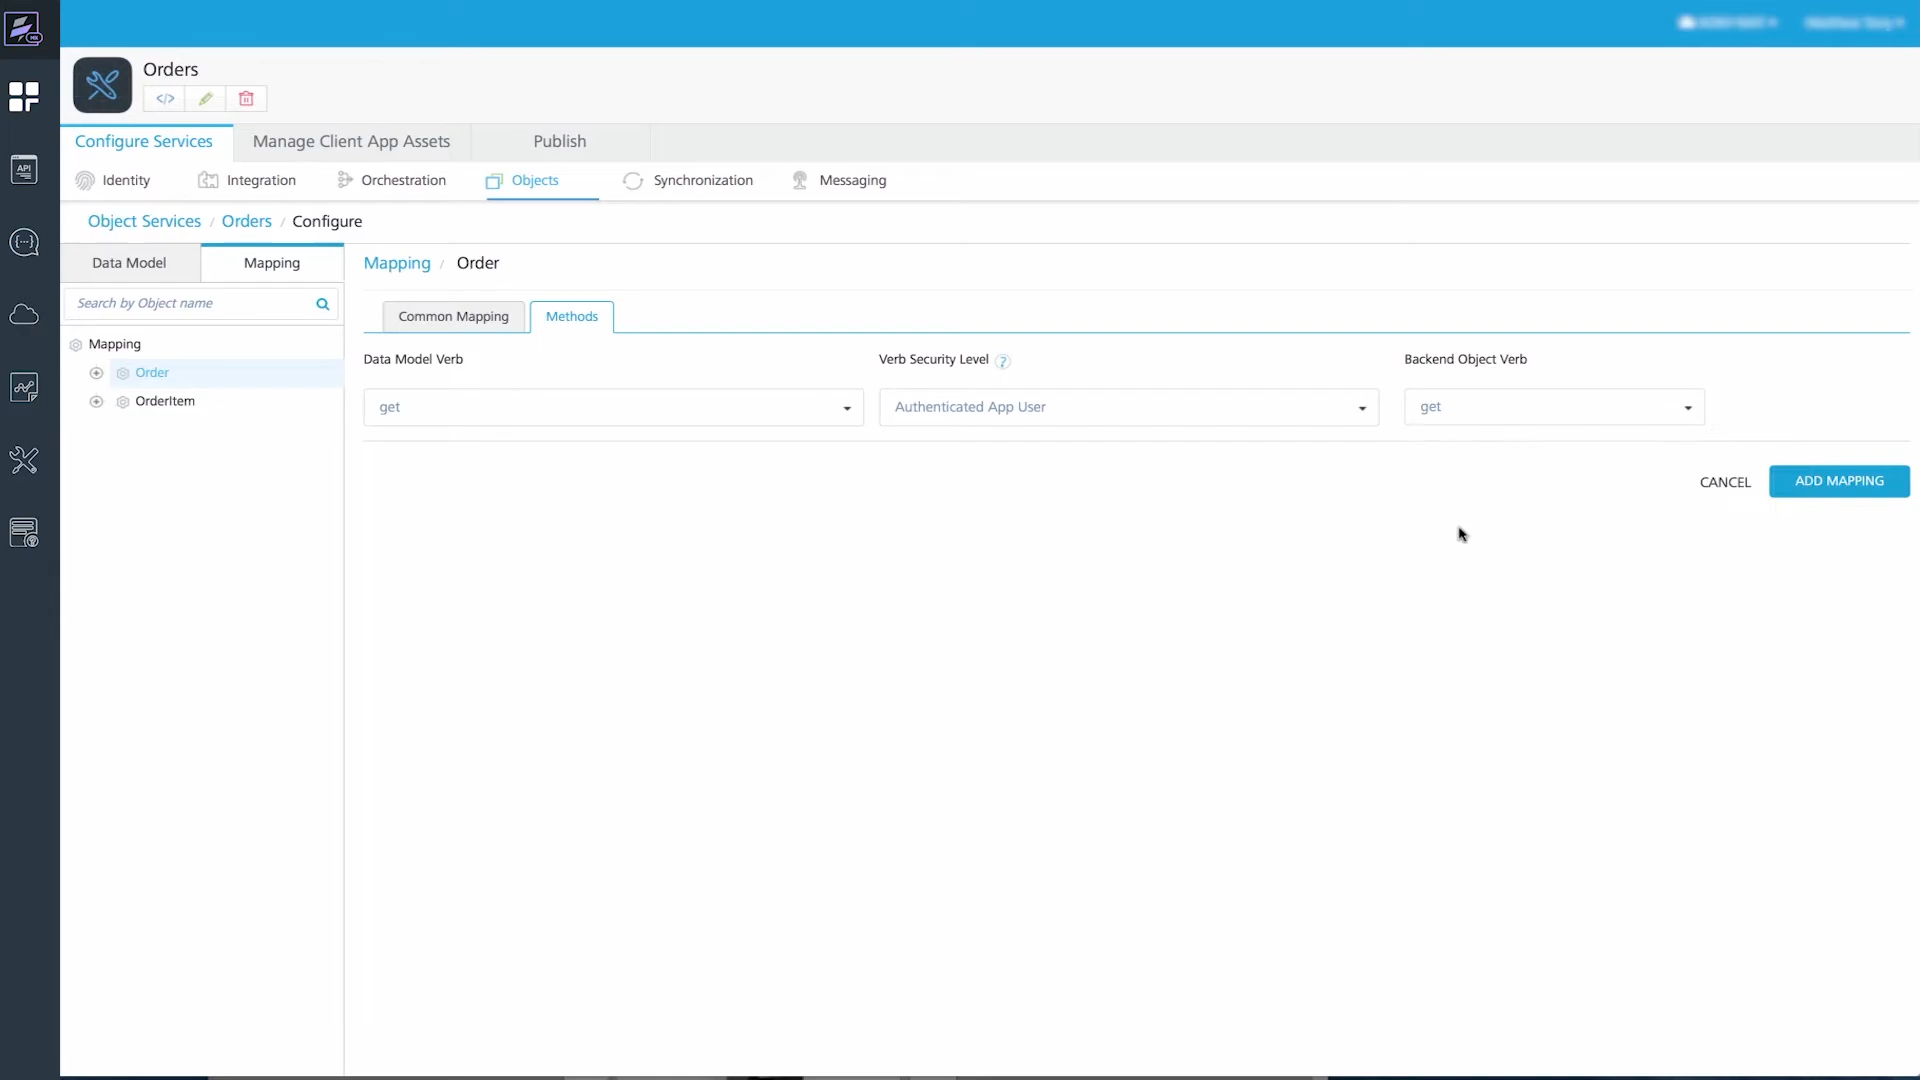 MX
Orders
</>
Configure Services
Manage Client App Assets
Publish
API
Identity
Integration
Orchestration
Objects
Synchronization
Messaging
Object Services / Orders / Configure
Data Model
Mapping
Mapping / Order
Search by Object name
Common Mapping
Methods
Mapping
Order
OrderItem
Data Model Verb
Verb Security Level ?
Backend Object Verb
get
Authenticated App User
get
CANCEL
ADD MAPPING